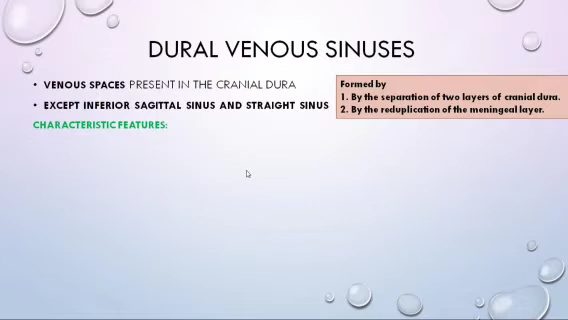 DURAL VENOUS SINUSES
• VENOUS SPACES PRESENT IN THE CRANIAL DURA
• EXCEPT INFERIOR SAGITTAL SINUS AND STRAIGHT SINUS
CHARACTERISTIC FEATURES:
Formed by
1. By the separation of two layers of cranial dura.
2. By the reduplication of the meningeal layer.